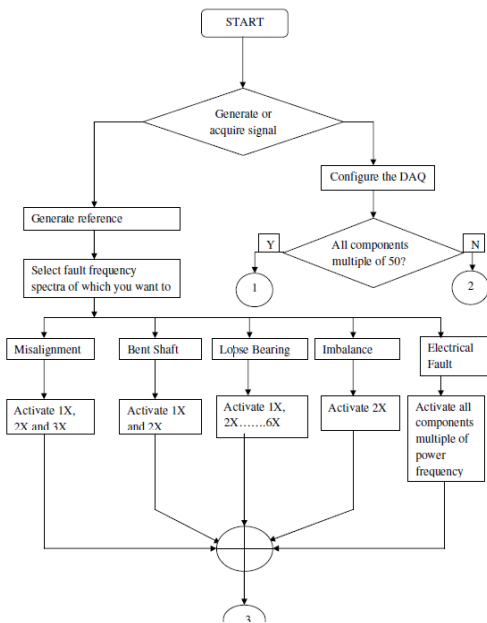 START
Generate or
acquire signal
Configure the DAQ
Generate reference
Y
N
All components
multiple of 50?
Select fault frequency
spectra of which you want to
1
2
Misalignment
Bent Shaft
Loose Bearing
Imbalance
Electrical
Fault
Activate 1X,
2X and 3X
Activate 1X
and 2X
Activate 1X,
2X…….6X
Activate 2X
Activate all
components
multiple of
power
frequency
3